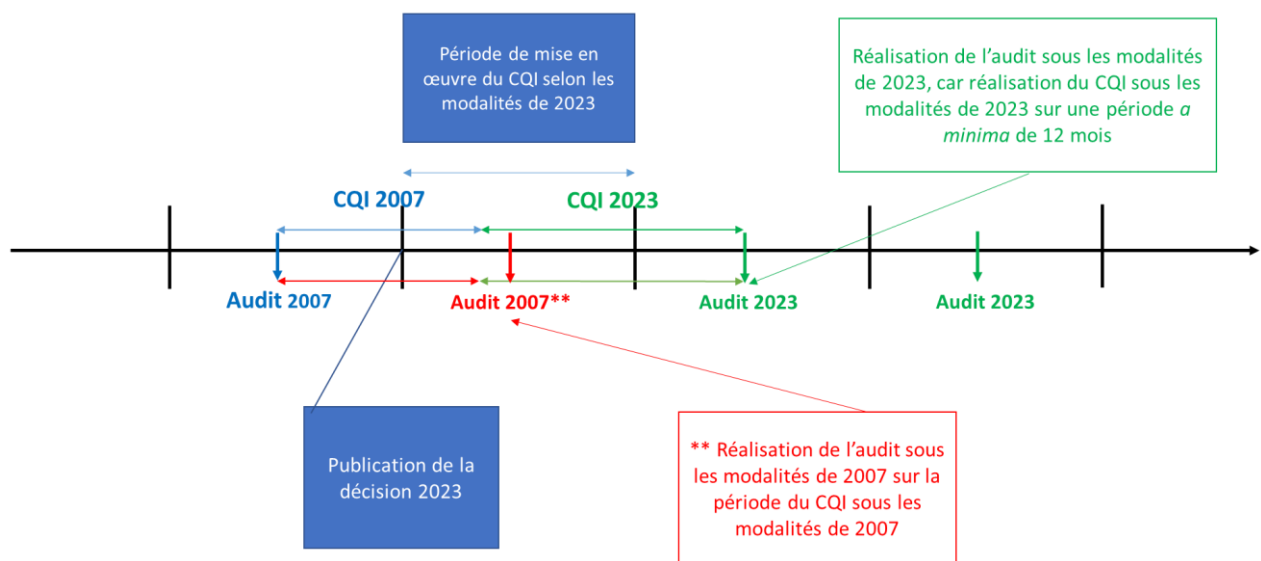 Période de mise en
œuvre du CQI selon les
modalités de 2023
Réalisation de l'audit sous les modalités
de 2023, car réalisation du CQI sous les
modalités de 2023 sur une période a
minima de 12 mois
CQI 2007
CQI 2023
Audit 2007
Audit 2007**
Audit 2023
Audit 2023
Publication de la
décision 2023
** Réalisation de l'audit sous
les modalités de 2007 sur la
période du CQI sous les
modalités de 2007